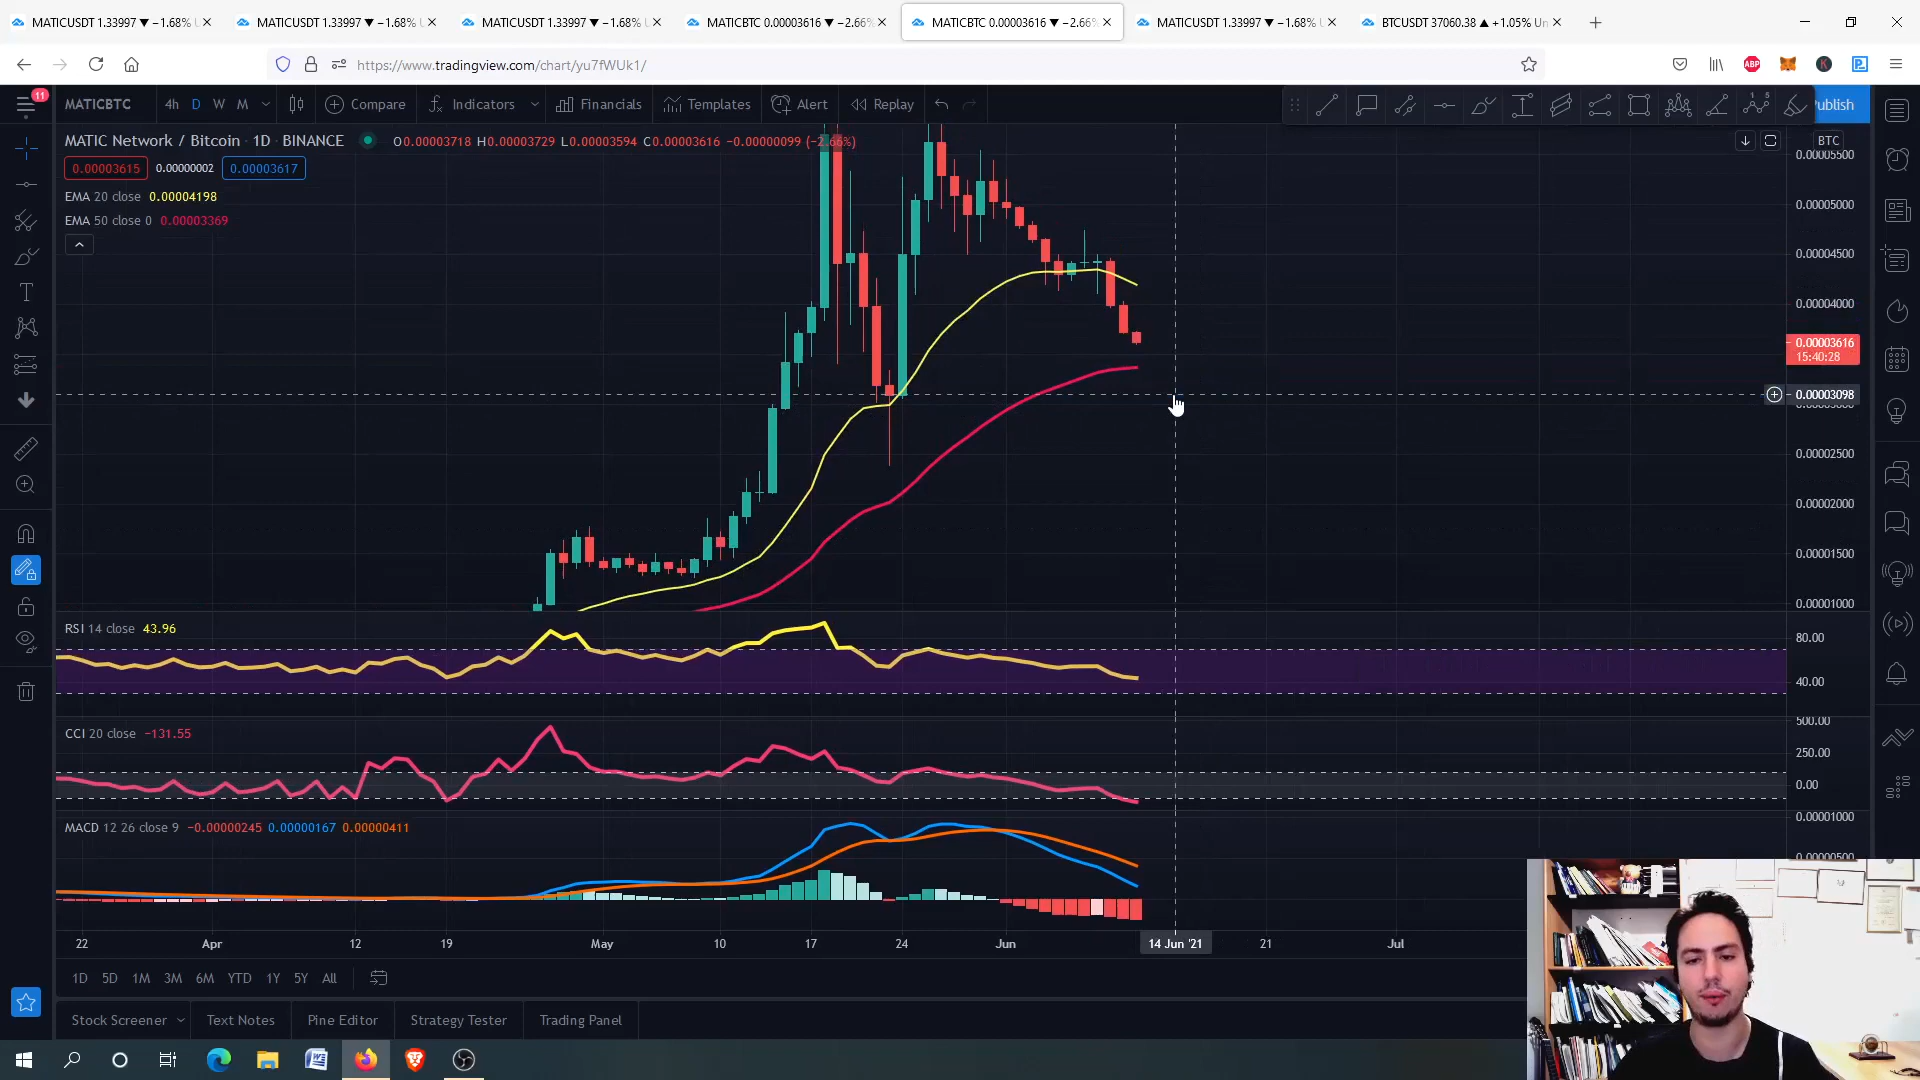 MATICUSDT 1.33997 ▼ −1.68% U
MATICUSDT 1.33997 ▼ −1.68% U
MATICUSDT 1.33997 ▼ −1.68% U
MATICBTC 0.00003616 ▼ −2.66%
MATICBTC 0.00003616 ▼ −2.66%
MATICUSDT 1.33997 ▼ −1.68% U
BTCUSDT 37060.38 ▲ +1.05% Un
https://www.tradingview.com/chart/yu7fWUk1/
ABP
K
11
MATICBTC
4h
D
W
M
Compare
Indicators
Financials
Templates
Alert
Replay
ublish
MATIC Network / Bitcoin · 1D · BINANCE
O0.00003718 H0.00003729 L0.00003594 C0.00003616 −0.00000099 (−2.66%)
BTC
0.00003615
0.00000002
0.00003617
EMA 20 close 0.00004198
EMA 50 close 0 0.00003369
0.00005500
0.00005000
0.00004500
0.00004000
0.00003616
15:40:28
0.00003098
0.00002500
0.00002000
0.00001500
0.00001000
RSI 14 close 43.96
80.00
40.00
CCI 20 close −131.55
500.00
250.00
0.00
MACD 12 26 close 9 −0.00000245 0.00000167 0.00000411
0.00001000
0.00000500
22
Apr
12
19
May
10
17
24
Jun
14 Jun '21
21
Jul
1D
5D
1M
3M
6M
YTD
1Y
5Y
All
Stock Screener
Text Notes
Pine Editor
Strategy Tester
Trading Panel